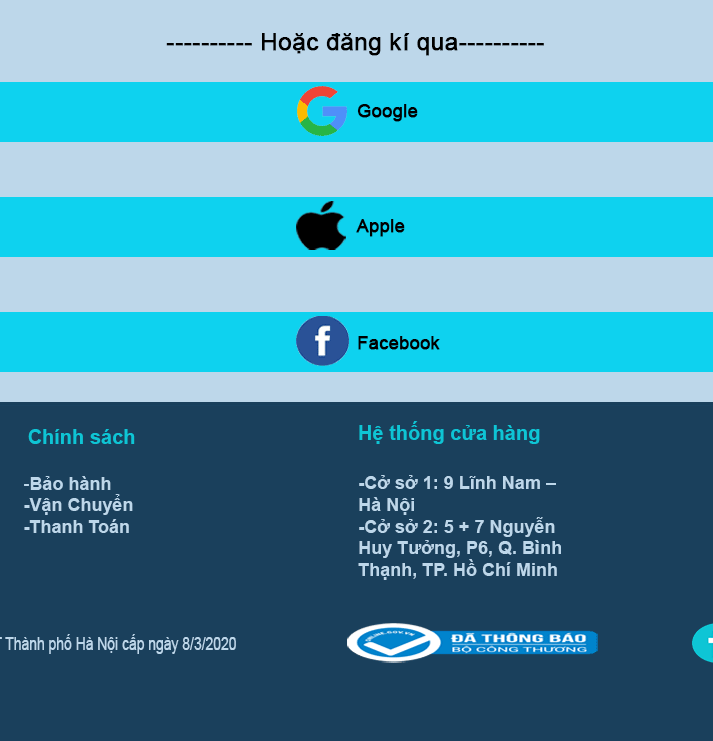 ---------- Hoặc đăng kí qua----------
Google
Apple
Facebook
Chính sách
-Bảo hành
-Vận Chuyển
-Thanh Toán
Hệ thống cửa hàng
-Cở sở 1: 9 Lĩnh Nam –
Hà Nội
-Cở sở 2: 5 + 7 Nguyễn
Huy Tưởng, P6, Q. Bình
Thạnh, TP. Hồ Chí Minh
Thành phố Hà Nội cấp ngày 8/3/2020
ONLINE.GOV.VN
ĐÃ THÔNG BÁO
BỘ CÔNG THƯƠNG